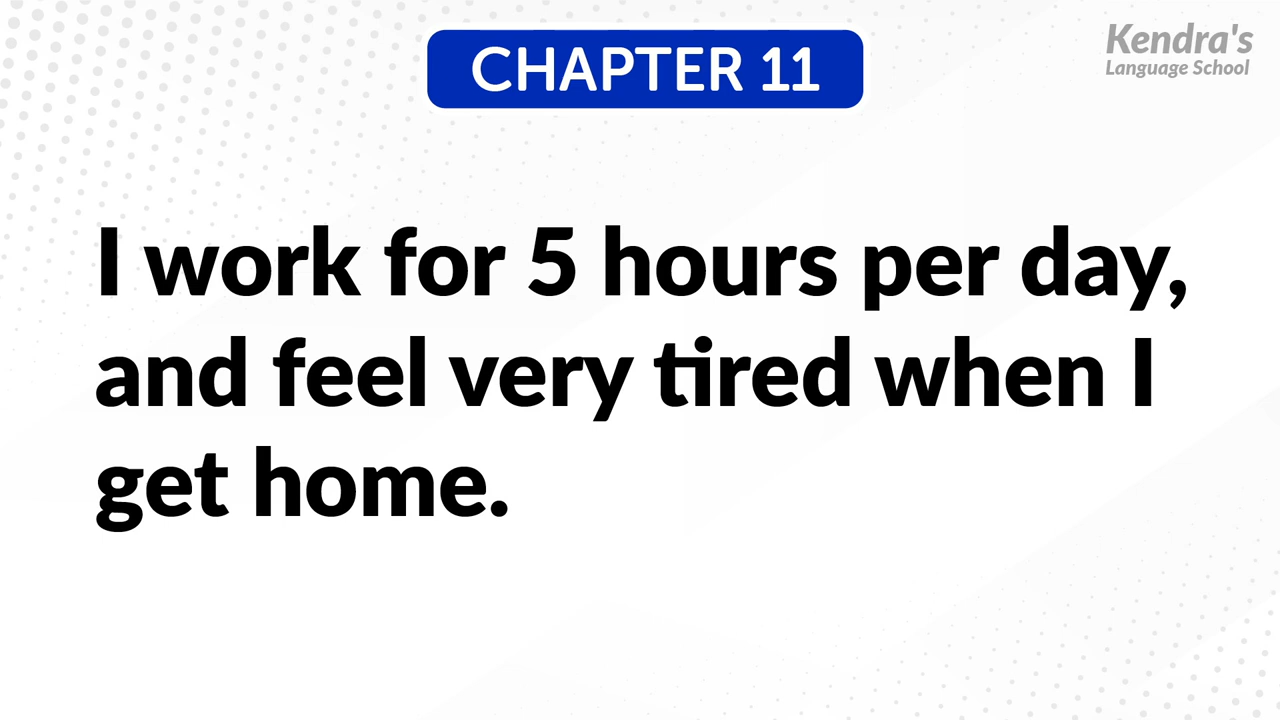 CHAPTER 11
Kendra's
Language School
I work for 5 hours per day,
and feel very tired when I
get home.